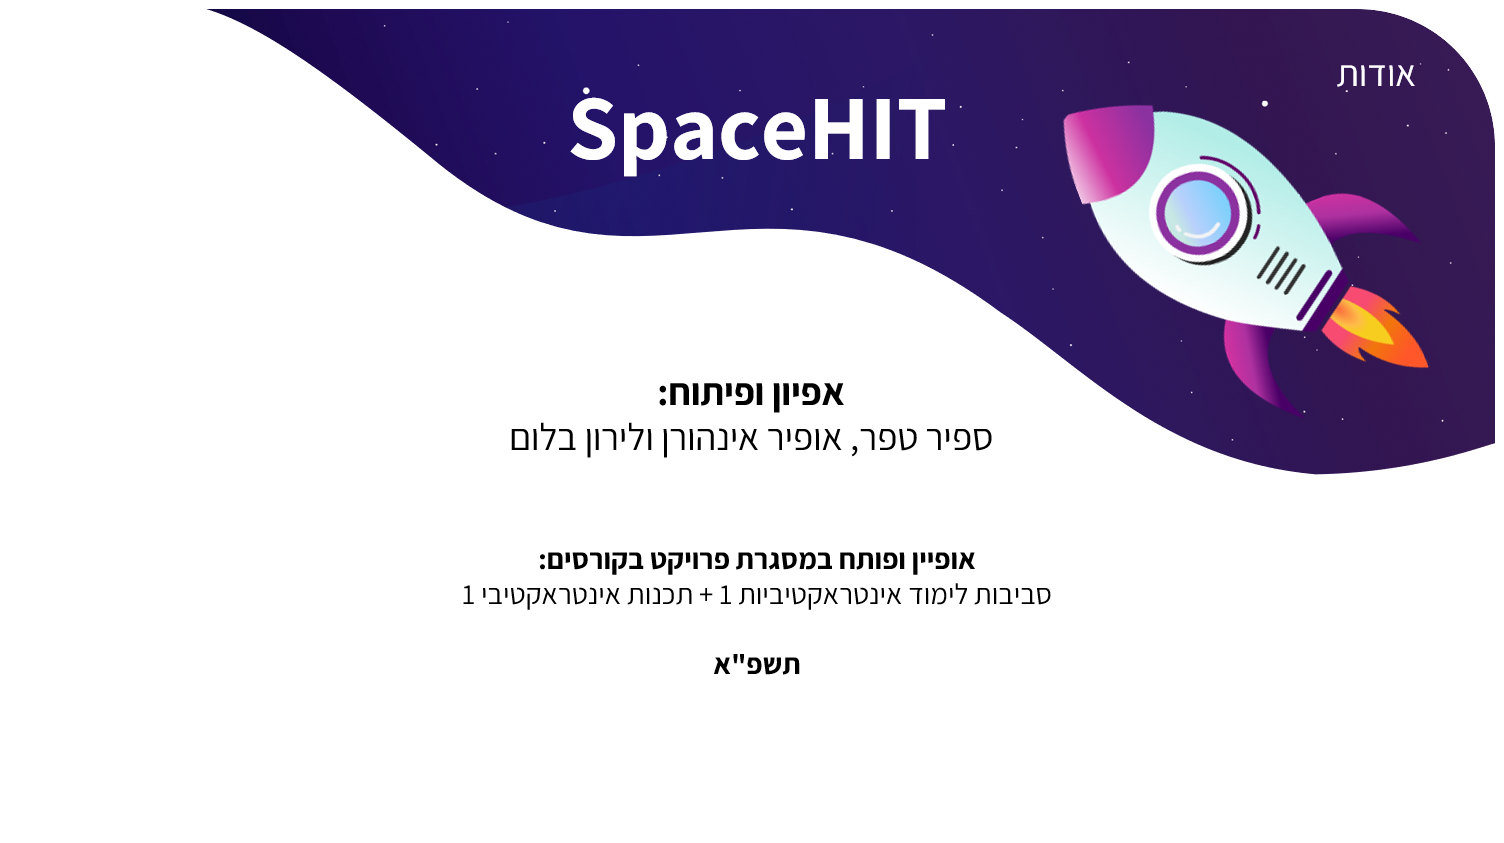 אודות
SpaceHIT
אפיון ופיתוח:
ספיר טפר, אופיר אינהורן ולירון בלום
אופיין ופותח במסגרת פרויקט בקורסים:
סביבות לימוד אינטראקטיביות 1 + תכנות אינטראקטיבי 1
תשפ"א